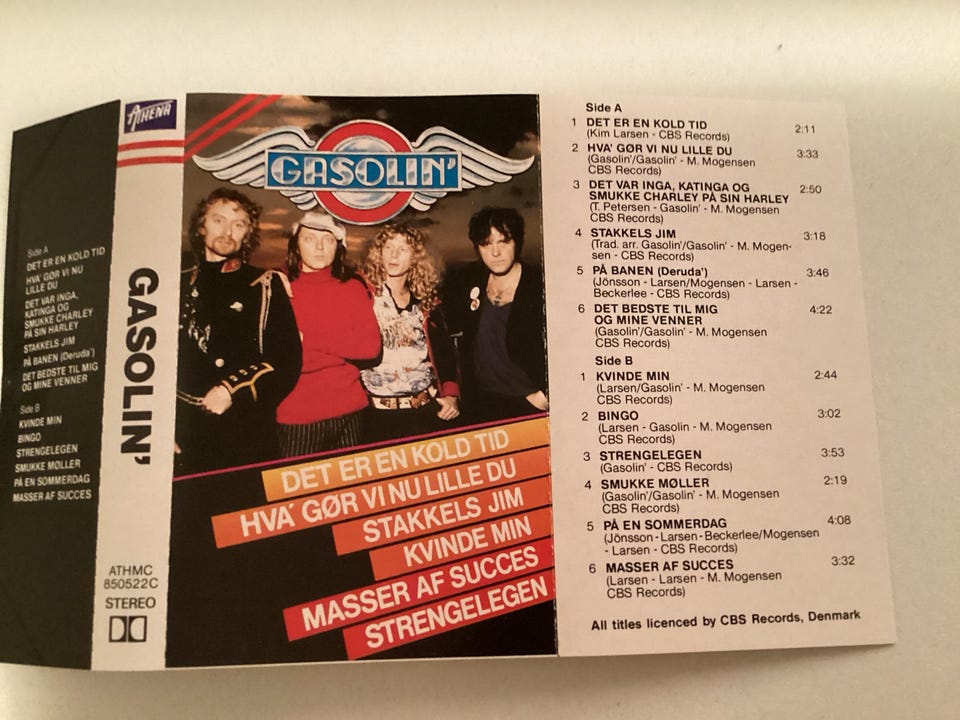 Side A
DET ER EN KOLD TID
HVA' GØR VI NU
LILLE DU
DET VAR INGA,
KATINGA OG
SMUKKE CHARLEY
PÅ SIN HARLEY
STAKKELS JIM
PÅ BANEN (Deruda')
DET BEDSTE TIL MIG
OG MINE VENNER
Side B
KVINDE MIN
BINGO
STRENGELEGEN
SMUKKE MØLLER
PÅ EN SOMMERDAG
MASSER AF SUCCES
ATHENA
GASOLIN'
ATHMC
850522C
STEREO
GASOLIN'
DET ER EN KOLD TID
HVA' GØR VI NU LILLE DU
STAKKELS JIM
KVINDE MIN
MASSER AF SUCCES
STRENGELEGEN
Side A
1 DET ER EN KOLD TID 2:11
(Kim Larsen - CBS Records)
2 HVA' GØR VI NU LILLE DU 3:33
(Gasolin'/Gasolin' - M. Mogensen
CBS Records)
3 DET VAR INGA, KATINGA OG 2:50
SMUKKE CHARLEY PÅ SIN HARLEY
(T. Petersen - Gasolin' - M. Mogensen
CBS Records)
4 STAKKELS JIM 3:18
(Trad. arr. Gasolin'/Gasolin' - M. Mogen-
sen - CBS Records)
5 PÅ BANEN (Deruda') 3:46
(Jönsson - Larsen/Mogensen - Larsen -
Beckerlee - CBS Records)
6 DET BEDSTE TIL MIG 4:22
OG MINE VENNER
(Gasolin'/Gasolin' - M. Mogensen
CBS Records)
Side B
1 KVINDE MIN 2:44
(Larsen/Gasolin' - M. Mogensen
CBS Records)
2 BINGO 3:02
(Larsen - Gasolin - M. Mogensen
CBS Records)
3 STRENGELEGEN 3:53
(Gasolin' - CBS Records)
4 SMUKKE MØLLER 2:19
(Gasolin'/Gasolin' - M. Mogensen
CBS Records)
5 PÅ EN SOMMERDAG 4:08
(Jönsson-Larsen-Beckerlee/Mogensen
- Larsen - CBS Records)
6 MASSER AF SUCCES 3:32
(Larsen - Larsen - M. Mogensen
CBS Records)
All titles licenced by CBS Records, Denmark